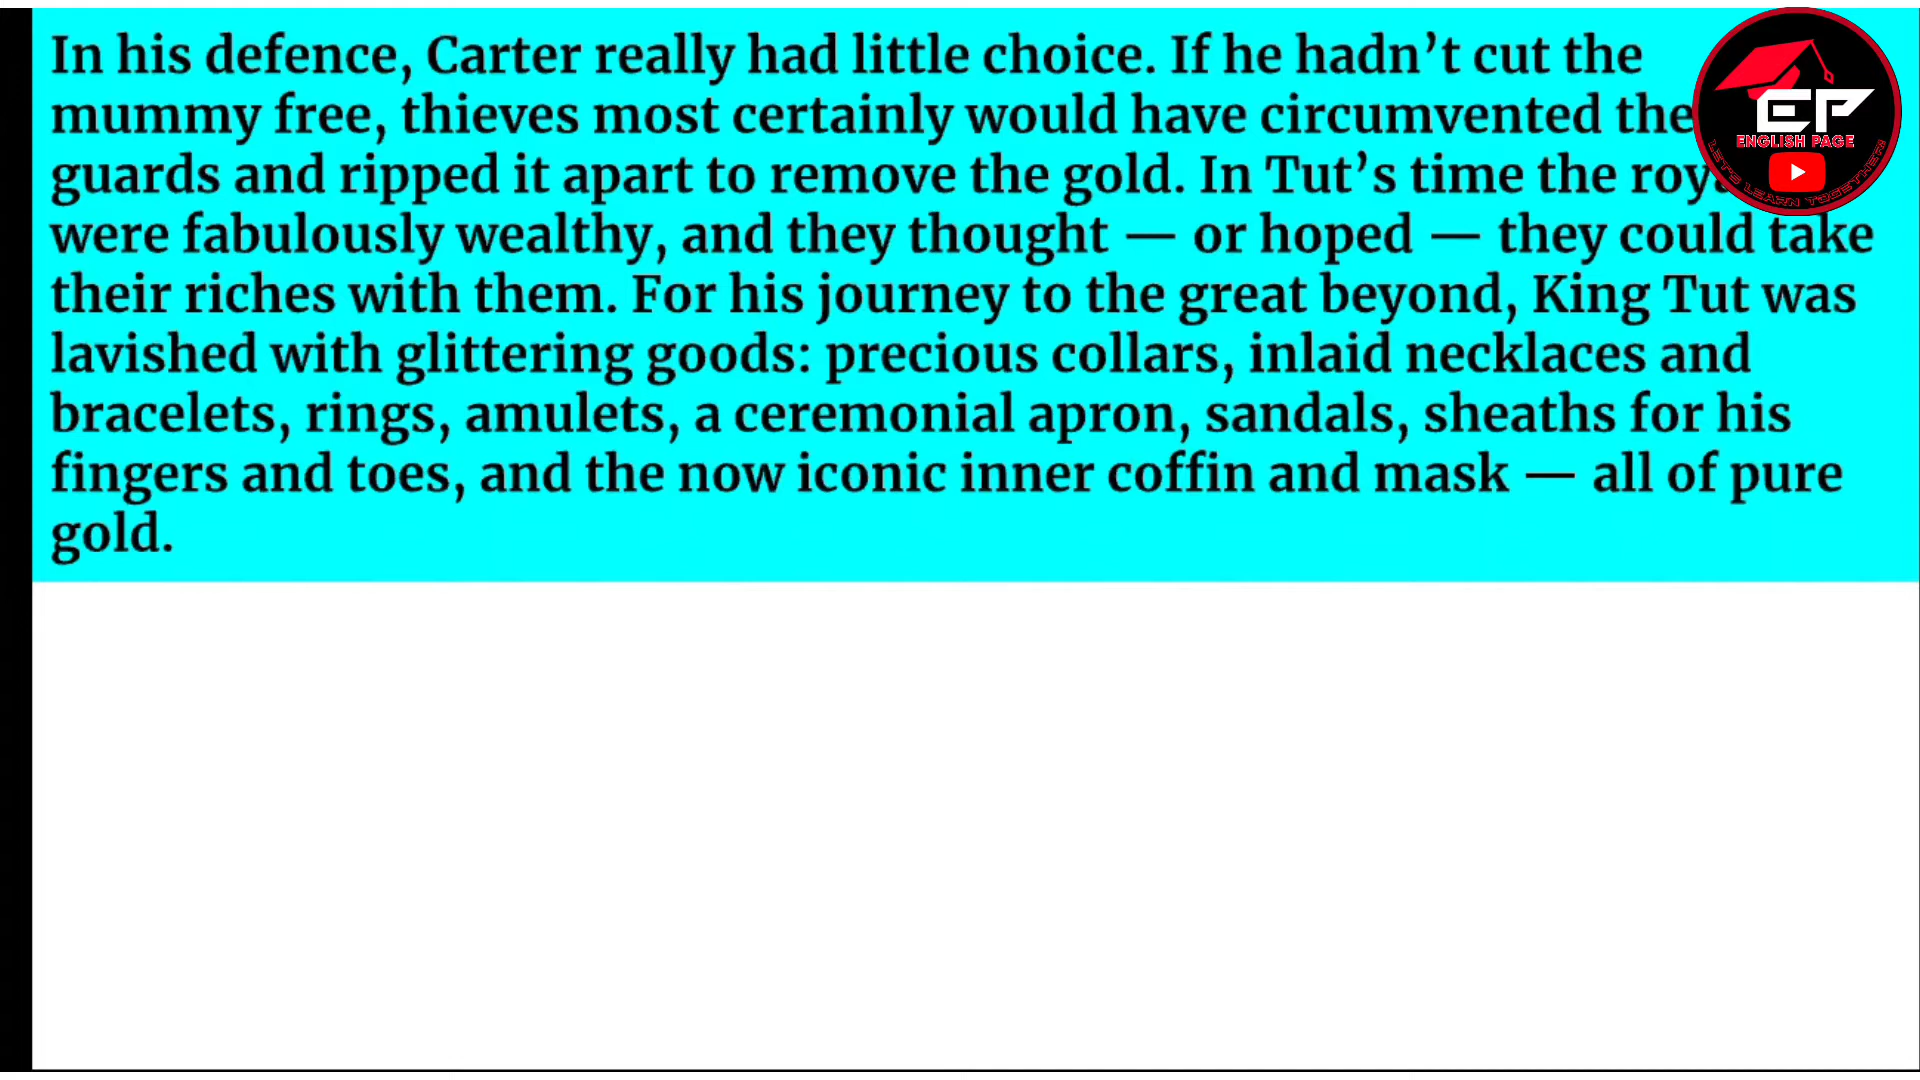 In his defence, Carter really had little choice. If he hadn’t cut the
mummy free, thieves most certainly would have circumvented the
guards and ripped it apart to remove the gold. In Tut’s time the
were fabulously wealthy, and they thought — or hoped — they could take
their riches with them. For his journey to the great beyond, King Tut was
lavished with glittering goods: precious collars, inlaid necklaces and
bracelets, rings, amulets, a ceremonial apron, sandals, sheaths for his
fingers and toes, and the now iconic inner coffin and mask — all of pure
gold.
EP
ENGLISH PAGE
LET'S LEARN TOGETHER!